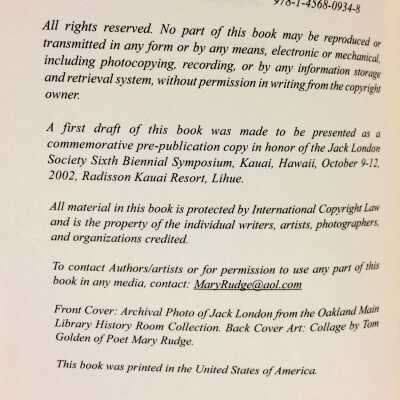 978-1-4568-0934-8
All rights reserved. No part of this book may be reproduced or
transmitted in any form or by any means, electronic or mechanical,
including photocopying, recording, or by any information storage
and retrieval system, without permission in writing from the copyright
owner.
A first draft of this book was made to be presented as a
commemorative pre-publication copy in honor of the Jack London
Society Sixth Biennial Symposium, Kauai, Hawaii, October 9-12,
2002, Radisson Kauai Resort, Lihue.
All material in this book is protected by International Copyright Law
and is the property of the individual writers, artists, photographers,
and organizations credited.
To contact Authors/artists or for permission to use any part of this
book in any media, contact: MaryRudge@aol.com
Front Cover: Archival Photo of Jack London from the Oakland Main
Library History Room Collection. Back Cover Art: Collage by Tom
Golden of Poet Mary Rudge.
This book was printed in the United States of America.